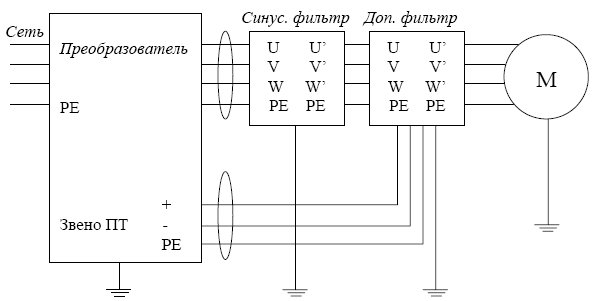 Сеть
Преобразователь
PE
Звено ПТ
+
-
PE
Синус. фильтр
U U’
V V’
W W’
PE PE
Доп. фильтр
U U’
V V’
W W’
PE PE
М